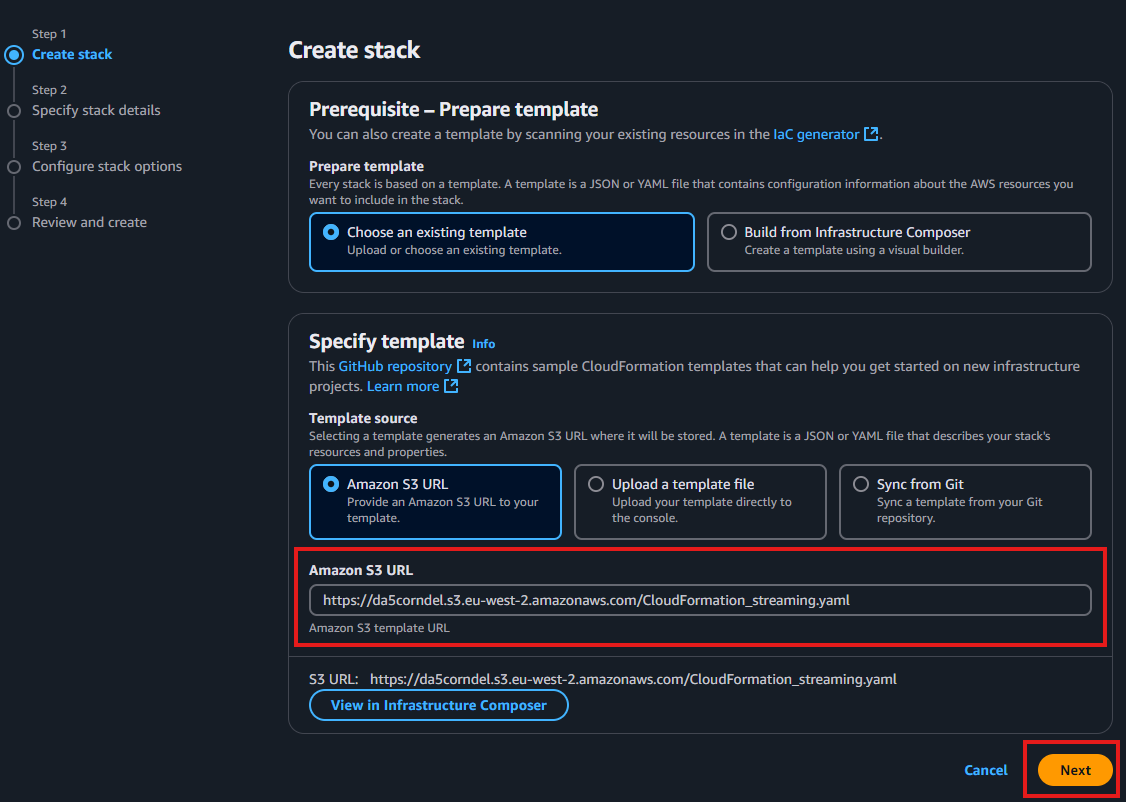 Step 1
Create stack
Step 2
Specify stack details
Step 3
Configure stack options
Step 4
Review and create
Create stack
Prerequisite – Prepare template
You can also create a template by scanning your existing resources in the IaC generator.
Prepare template
Every stack is based on a template. A template is a JSON or YAML file that contains configuration information about the AWS resources you
want to include in the stack.
Choose an existing template
Upload or choose an existing template.
Build from Infrastructure Composer
Create a template using a visual builder.
Specify template Info
This GitHub repository contains sample CloudFormation templates that can help you get started on new infrastructure
projects. Learn more
Template source
Selecting a template generates an Amazon S3 URL where it will be stored. A template is a JSON or YAML file that describes your stack's
resources and properties.
Amazon S3 URL
Provide an Amazon S3 URL to your
template.
Upload a template file
Upload your template directly to
the console.
Sync from Git
Sync a template from your Git
repository.
Amazon S3 URL
https://da5corndel.s3.eu-west-2.amazonaws.com/CloudFormation_streaming.yaml
Amazon S3 template URL
S3 URL: https://da5corndel.s3.eu-west-2.amazonaws.com/CloudFormation_streaming.yaml
View in Infrastructure Composer
Cancel
Next